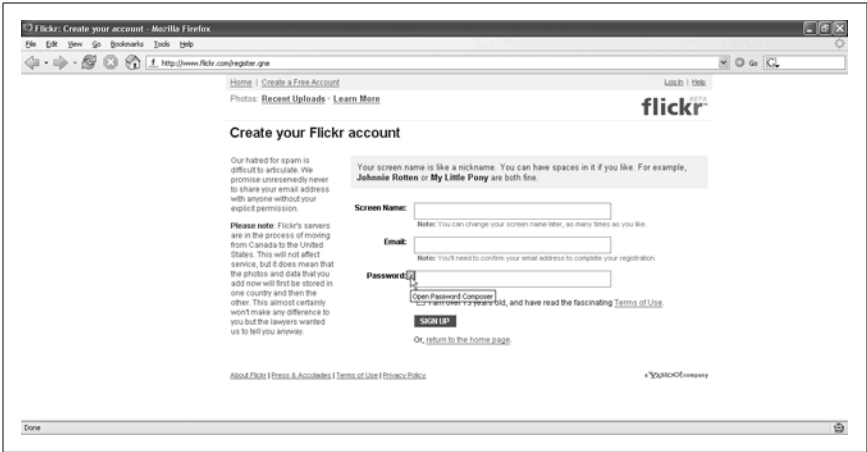 Flickr: Create your account - Mozilla Firefox
File Edit View Go Bookmarks Tools Help
http://www.flickr.com/register.gne
Go
G
Home | Create a Free Account
Log In | Help
Photos: Recent Uploads · Learn More
flickr BETA
Create your Flickr account
Our hatred for spam is
difficult to articulate. We
promise unreservedly never
to share your email address
with anyone without your
explicit permission.
Please note: Flickr's servers
are in the process of moving
from Canada to the United
States. This will not affect
service, but it does mean that
the photos and data that you
add now will first be stored in
one country and then the
other. This almost certainly
won't make any difference to
you but the lawyers wanted
us to tell you anyway.
Your screen name is like a nickname. You can have spaces in it if you like. For example,
Johnnie Rotten or My Little Pony are both fine.
Screen Name:
Note: You can change your screen name later, as many times as you like.
Email:
Note: You'll need to confirm your email address to complete your registration.
Password:
Open Password Composer
I am over 13 years old, and have read the fascinating Terms of Use.
SIGN UP
Or, return to the home page.
About Flickr | Press & Accolades | Terms of Use | Privacy Policy
a YAHOO! company
Done